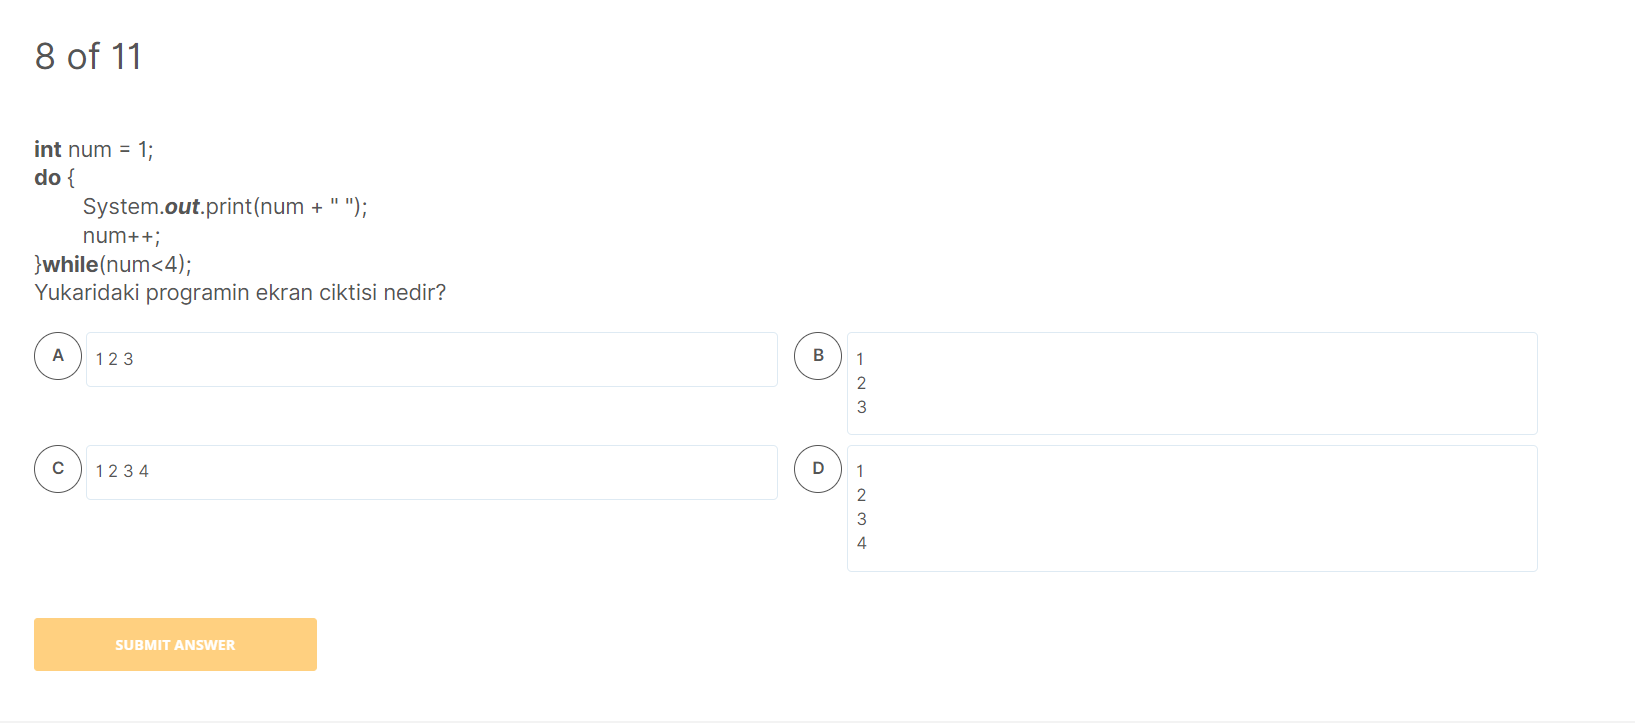 8 of 11
int num = 1;
do {
System.out.print(num + " ");
num++;
}while(num<4);
Yukaridaki programin ekran ciktisi nedir?
A
1 2 3
B
1
2
3
C
1 2 3 4
D
1
2
3
4
SUBMIT ANSWER